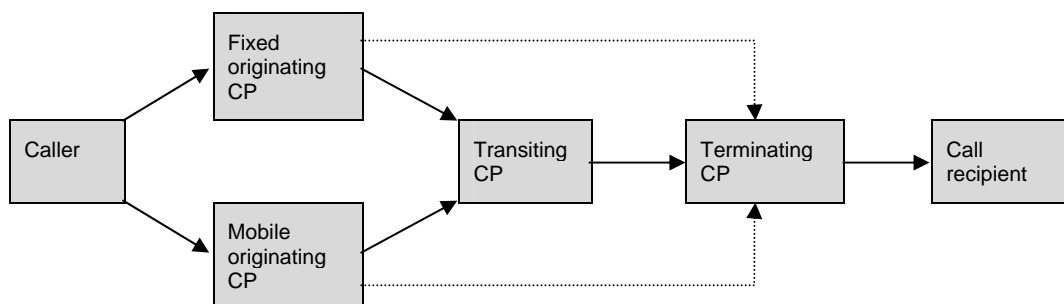 Fixed
originating
CP
Caller
Transiting
CP
Terminating
CP
Call
recipient
Mobile
originating
CP